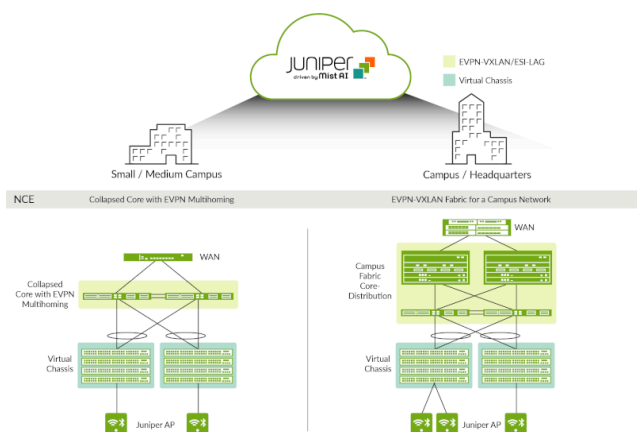 JUNIPER
driven by Mist AI
EVPN-VXLAN/ESI-LAG
Virtual Chassis
Small / Medium Campus
Campus / Headquarters
NCE
Collapsed Core with EVPN Multihoming
EVPN-VXLAN Fabric for a Campus Network
WAN
Collapsed
Core with EVPN
Multihoming
Virtual
Chassis
Juniper AP
WAN
Campus
Fabric
Core-
Distribution
Virtual
Chassis
Juniper AP